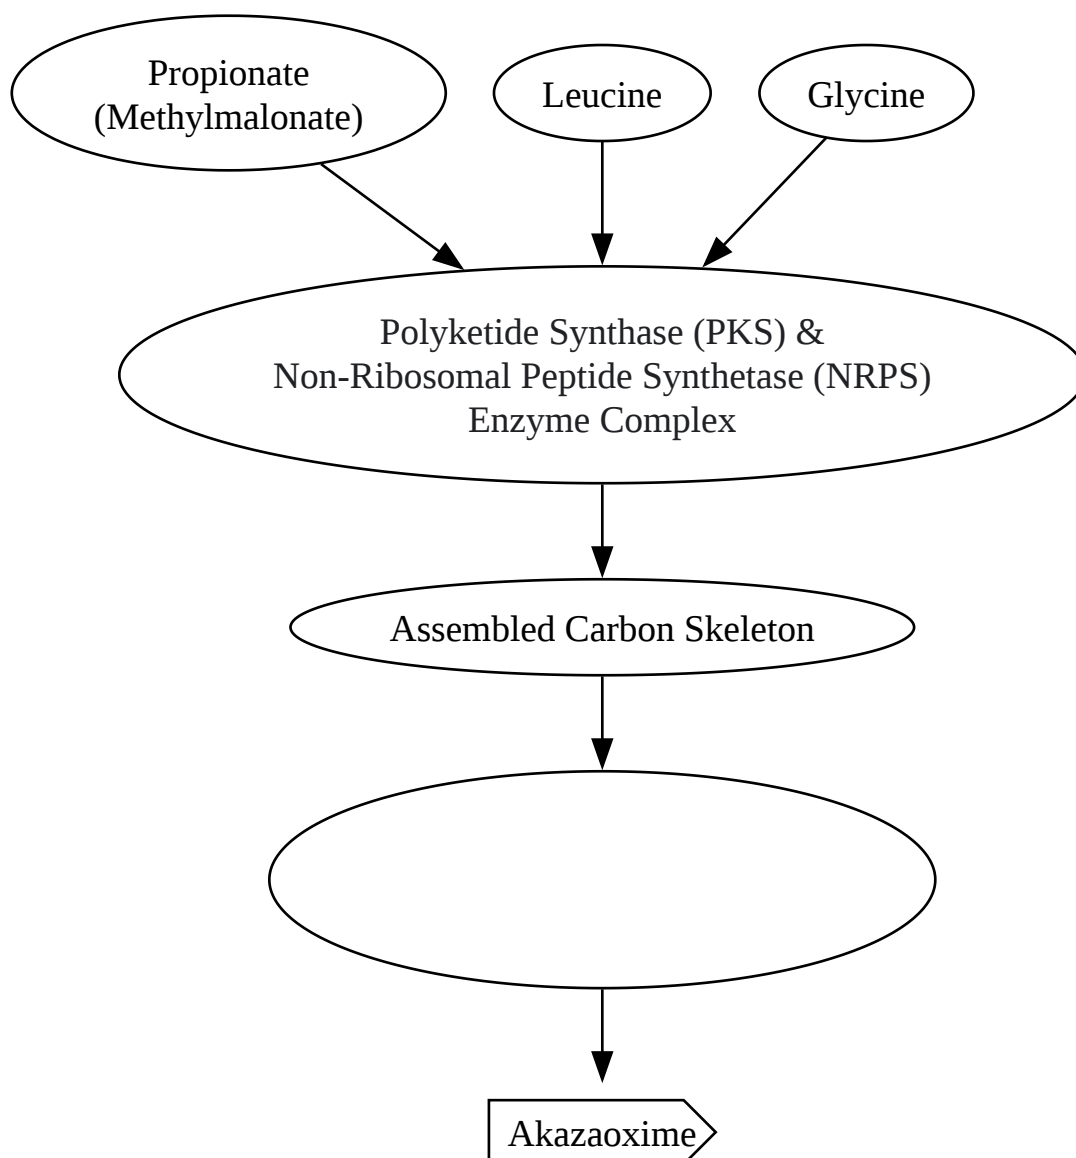 Propionate
(Methylmalonate)
Leucine
Glycine
Polyketide Synthase (PKS) &
Non-Ribosomal Peptide Synthetase (NRPS)
Enzyme Complex
Assembled Carbon Skeleton
Akazaoxime